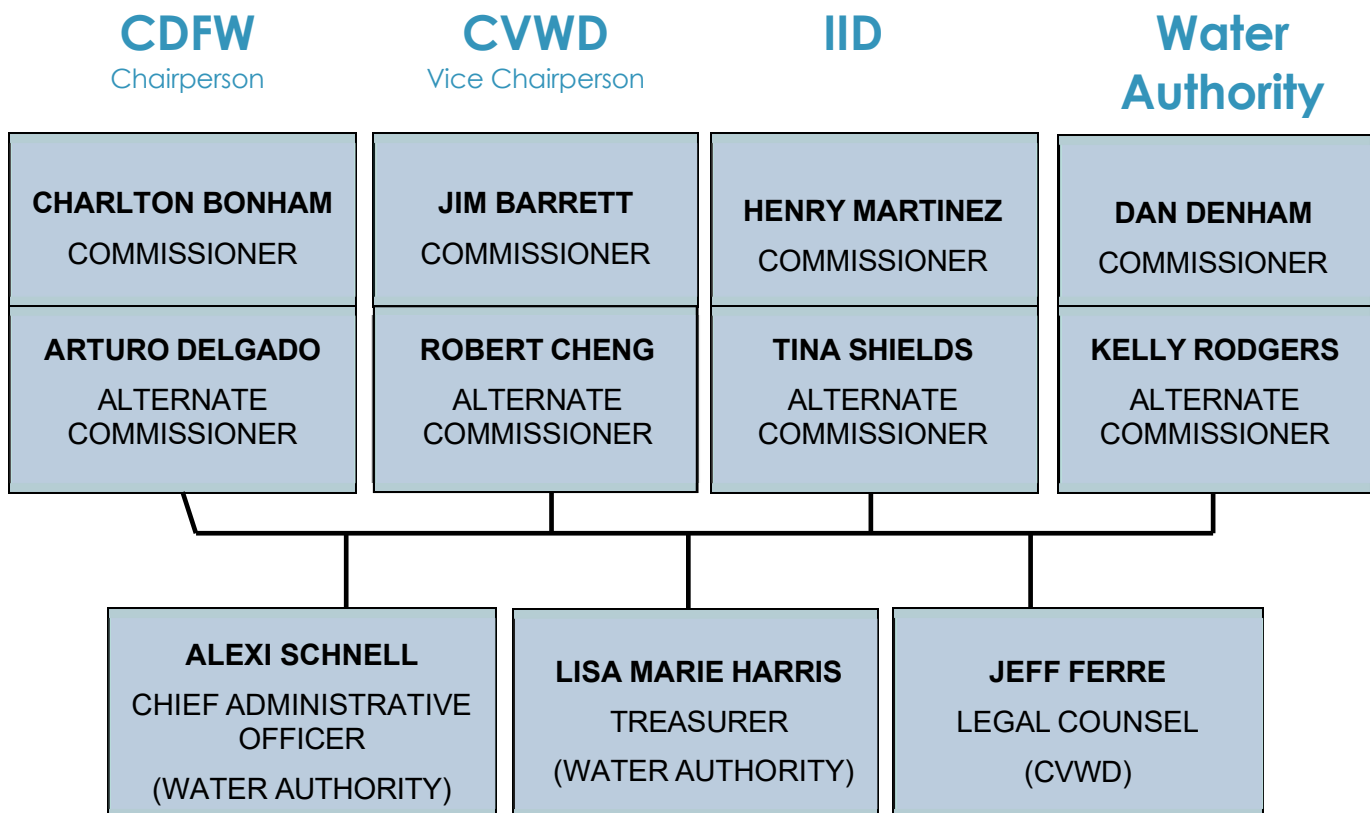 CDFW
Chairperson
CVWD
Vice Chairperson
IID
Water
Authority
CHARLTON BONHAM
COMMISSIONER
JIM BARRETT
COMMISSIONER
HENRY MARTINEZ
COMMISSIONER
DAN DENHAM
COMMISSIONER
ARTURO DELGADO
ALTERNATE
COMMISSIONER
ROBERT CHENG
ALTERNATE
COMMISSIONER
TINA SHIELDS
ALTERNATE
COMMISSIONER
KELLY RODGERS
ALTERNATE
COMMISSIONER
ALEXI SCHNELL
CHIEF ADMINISTRATIVE
OFFICER
(WATER AUTHORITY)
LISA MARIE HARRIS
TREASURER
(WATER AUTHORITY)
JEFF FERRE
LEGAL COUNSEL
(CVWD)